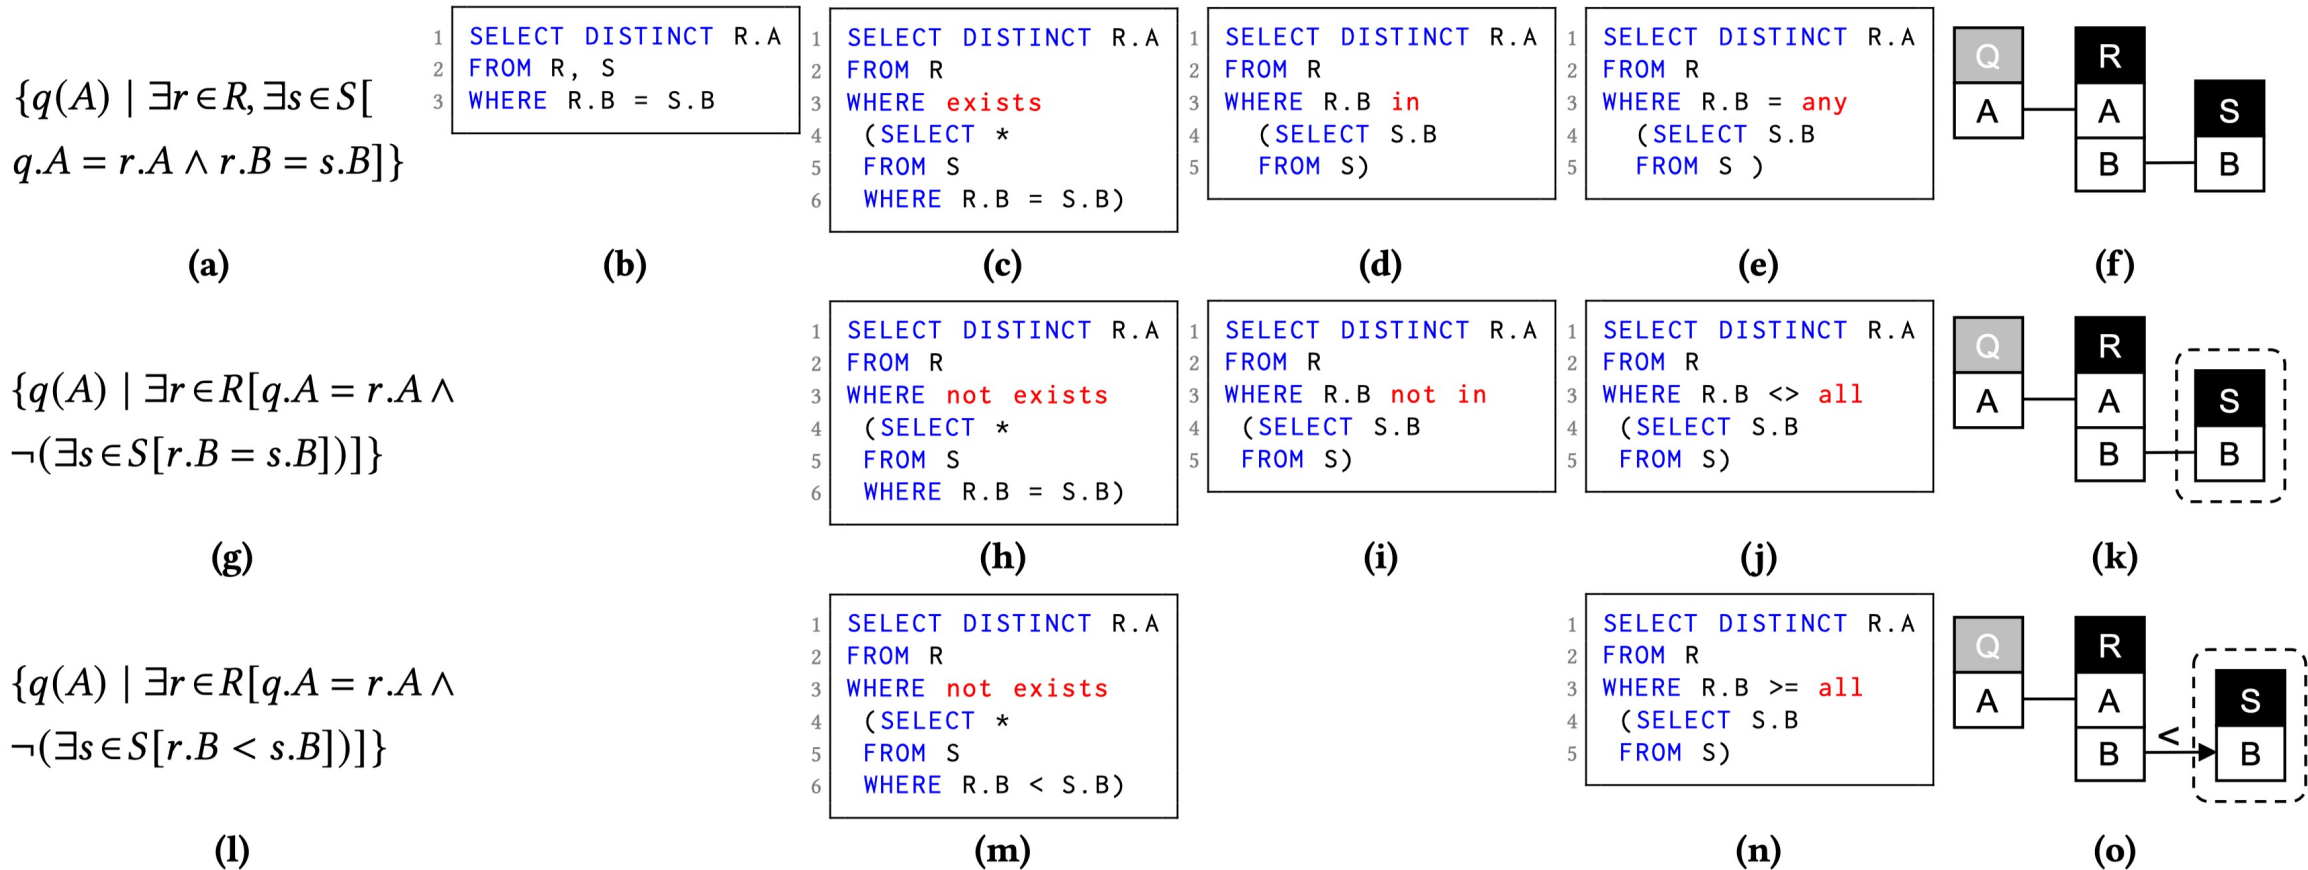 {q(A) | ∃r∈R, ∃s∈S[
q.A = r.A ∧ r.B = s.B]}
(a)
1 SELECT DISTINCT R.A
2 FROM R, S
3 WHERE R.B = S.B
(b)
1 SELECT DISTINCT R.A
2 FROM R
3 WHERE exists
4 (SELECT *
5 FROM S
6 WHERE R.B = S.B)
(c)
1 SELECT DISTINCT R.A
2 FROM R
3 WHERE R.B in
4 (SELECT S.B
5 FROM S)
(d)
1 SELECT DISTINCT R.A
2 FROM R
3 WHERE R.B = any
4 (SELECT S.B
5 FROM S )
(e)
Q
A
R
A
B
S
B
(f)
{q(A) | ∃r∈R[q.A = r.A ∧
¬(∃s∈S[r.B = s.B])]}
(g)
1 SELECT DISTINCT R.A
2 FROM R
3 WHERE not exists
4 (SELECT *
5 FROM S
6 WHERE R.B = S.B)
(h)
1 SELECT DISTINCT R.A
2 FROM R
3 WHERE R.B not in
4 (SELECT S.B
5 FROM S)
(i)
1 SELECT DISTINCT R.A
2 FROM R
3 WHERE R.B <> all
4 (SELECT S.B
5 FROM S)
(j)
Q
A
R
A
B
S
B
(k)
{q(A) | ∃r∈R[q.A = r.A ∧
¬(∃s∈S[r.B < s.B])]}
(l)
1 SELECT DISTINCT R.A
2 FROM R
3 WHERE not exists
4 (SELECT *
5 FROM S
6 WHERE R.B < S.B)
(m)
1 SELECT DISTINCT R.A
2 FROM R
3 WHERE R.B >= all
4 (SELECT S.B
5 FROM S)
(n)
Q
A
R
A
B
<
S
B
(o)